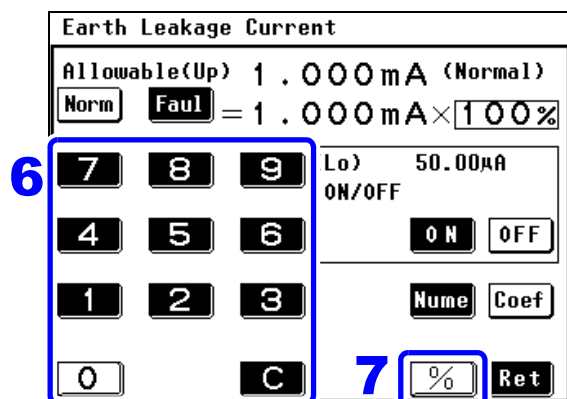 Earth Leakage Current
Allowable(Up) 1.000mA (Normal)
Norm Faul =1.000mA×100%
6
7 8 9 (Lo) 50.00µA
ON/OFF
4 5 6 ON OFF
1 2 3 Nume Coef
0 C 7 % Ret